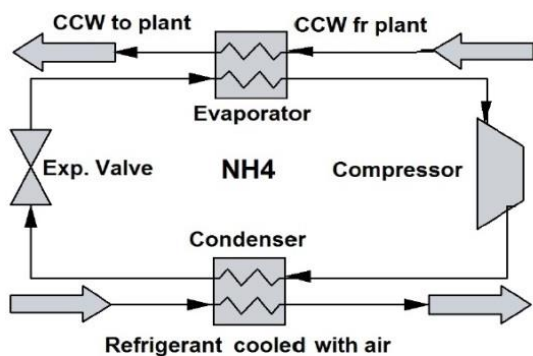 CCW to plant
CCW fr plant
Evaporator
Exp. Valve
NH4
Compressor
Condenser
Refrigerant cooled with air